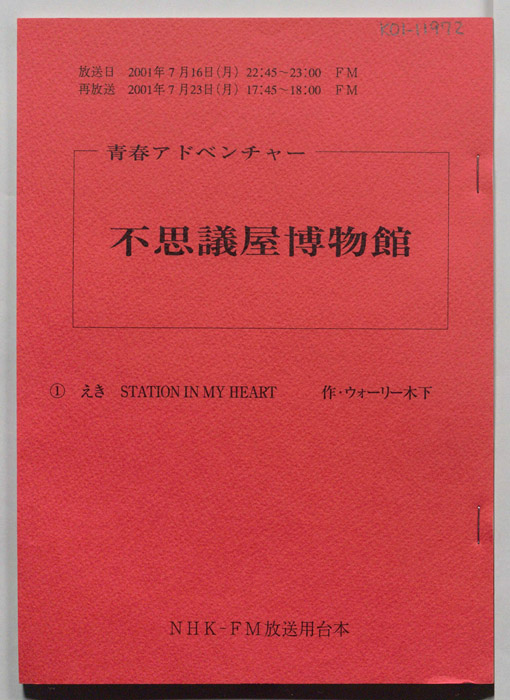 K01-11972
放送日 2001年7月16日(月) 22:45〜23:00 FM
再放送 2001年7月23日(月) 17:45〜18:00 FM
青春アドベンチャー
不思議屋博物館
① えき STATION IN MY HEART 作・ウォーリー木下
NHK-FM放送用台本